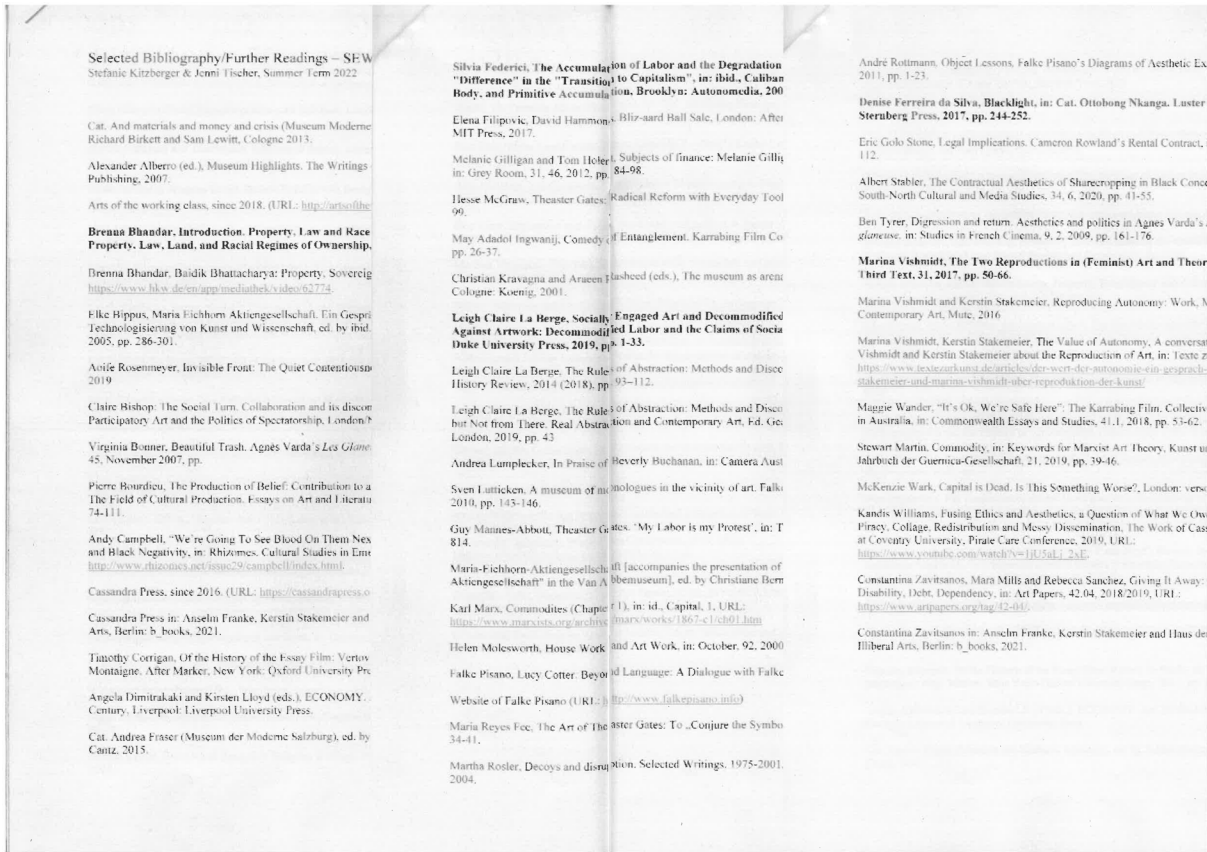 Selected Bibliography/Further Readings – SEW
Stefanie Kitzberger & Jenni Tischer, Summer Term 2022
Cat. And materials and money and crisis (Museum Moderne
Richard Birkett and Sam Lewitt, Cologne 2013.
Alexander Alberro (ed.), Museum Highlights. The Writings
Publishing, 2007.
Arts of the working class, since 2018. (URL: http://artsofthe
Brenna Bhandar, Introduction. Property, Law and Race
Property. Law, Land, and Racial Regimes of Ownership,
Brenna Bhandar, Baidik Bhattacharya: Property, Sovereig
https://www.hkw.de/en/app/mediathek/video/62774.
Elke Bippus, Maria Eichhorn Aktiengesellschaft. Ein Gesprä
Technologisierung von Kunst und Wissenschaft, ed. by ibid.
2005, pp. 286-301.
Aoife Rosenmeyer, Invisible Front: The Quiet Contentiousn
2019
Claire Bishop: The Social Turn. Collaboration and its discon
Participatory Art and the Politics of Spectatorship, London/
Virginia Bonner, Beautiful Trash. Agnès Varda´s Les Glane
45, November 2007, pp.
Pierre Bourdieu, The Production of Belief: Contribution to a
The Field of Cultural Production. Essays on Art and Literatu
74-111.
Andy Campbell, "We're Going To See Blood On Them Nex
and Black Negativity, in: Rhizomes. Cultural Studies in Eme
http://www.rhizomes.net/issue29/campbell/index.html.
Cassandra Press, since 2016. (URL: https://cassandrapress.o
Cassandra Press in: Anselm Franke, Kerstin Stakemeier and
Arts, Berlin: b_books, 2021.
Timothy Corrigan, Of the History of the Essay Film: Vertov
Montaigne, After Marker, New York: Oxford University Pre
Angela Dimitrakaki and Kirsten Lloyd (eds.), ECONOMY.
Century, Liverpool: Liverpool University Press.
Cat. Andrea Fraser (Museum der Moderne Salzburg), ed. by
Cantz, 2015.
Silvia Federici, The Accumulation of Labor and the Degradation
"Difference" in the "Transition to Capitalism", in: ibid., Caliban
Body, and Primitive Accumulation, Brooklyn: Autonomedia, 200
Elena Filipovic, David Hammons, Bliz-aard Ball Sale, London: After
MIT Press, 2017.
Melanie Gilligan and Tom Holert, Subjects of finance: Melanie Gillig
in: Grey Room, 31, 46, 2012, pp. 84-98.
Hesse McGraw, Theaster Gates: Radical Reform with Everyday Tool
99.
May Adadol Ingwanij, Comedy of Entanglement. Karrabing Film Co
pp. 26-37.
Christian Kravagna and Araeen Rasheed (eds.), The museum as arena
Cologne: Koenig, 2001.
Leigh Claire La Berge, Socially Engaged Art and Decommodified
Against Artwork: Decommodified Labor and the Claims of Socia
Duke University Press, 2019, pp. 1-33.
Leigh Claire La Berge, The Rules of Abstraction: Methods and Disco
History Review, 2014 (2018), pp 93–112.
Leigh Claire La Berge, The Rules of Abstraction: Methods and Disco
but Not from There. Real Abstraction and Contemporary Art, Ed. Ge
London, 2019, pp. 43
Andrea Lumplecker, In Praise of Beverly Buchanan, in: Camera Aust
Sven Lütticken, A museum of monologues in the vicinity of art. Falk
2010, pp. 143-146.
Guy Mannes-Abbott, Theaster Gates. 'My Labor is my Protest', in: T
814.
Maria-Eichhorn-Aktiengesellschaft [accompanies the presentation of
Aktiengesellschaft" in the Van Abbemuseum], ed. by Christiane Bern
Karl Marx, Commodites (Chapter 1), in: id., Capital, 1, URL:
https://www.marxists.org/archive/marx/works/1867-c1/ch01.htm
Helen Molesworth, House Work and Art Work, in: October, 92, 2000
Falke Pisano, Lucy Cotter: Beyond Language: A Dialogue with Falke
Website of Falke Pisano (URL: http://www.falkepisano.info)
Maria Reyes Fee, The Art of Theaster Gates: To „Conjure the Symbo
34-41.
Martha Rosler, Decoys and disruption. Selected Writings, 1975-2001.
2004.
André Rottmann, Object Lessons, Falke Pisano's Diagrams of Aesthetic Ex
2011, pp. 1-23.
Denise Ferreira da Silva, Blacklight, in: Cat. Ottobong Nkanga. Luster
Sternberg Press, 2017, pp. 244-252.
Eric Golo Stone, Legal Implications. Cameron Rowland's Rental Contract,
112.
Albert Stabler, The Contractual Aesthetics of Sharecropping in Black Conce
South-North Cultural and Media Studies, 34, 6, 2020, pp. 41-55.
Ben Tyrer, Digression and return. Aesthetics and politics in Agnes Varda's
glaneuse, in: Studies in French Cinema, 9, 2, 2009, pp. 161-176.
Marina Vishmidt, The Two Reproductions in (Feminist) Art and Theor
Third Text, 31, 2017, pp. 50-66.
Marina Vishmidt and Kerstin Stakemeier, Reproducing Autonomy: Work, M
Contemporary Art, Mute, 2016
Marina Vishmidt, Kerstin Stakemeier, The Value of Autonomy, A conversat
Vishmidt and Kerstin Stakemeier about the Reproduction of Art, in: Texte z
https://www.textezurkunst.de/articles/der-wert-der-autonomie-ein-gesprach-
stakemeier-und-marina-vishmidt-uber-reproduktion-der-kunst/
Maggie Wander, "It's Ok, We're Safe Here": The Karrabing Film. Collectiv
in Australia, in: Commonwealth Essays and Studies, 41.1, 2018, pp. 53-62.
Stewart Martin, Commodity, in: Keywords for Marxist Art Theory, Kunst u
Jahrbuch der Guernica-Gesellschaft, 21, 2019, pp. 39-46.
McKenzie Wark, Capital is Dead. Is This Something Worse?, London: verso
Kandis Williams, Fusing Ethics and Aesthetics, a Question of What We Ow
Piracy, Collage, Redistribution and Messy Dissemination, The Work of Cass
at Coventry University, Pirate Care Conference, 2019, URL:
https://www.youtube.com/watch?v=1jU5aLj_2xE.
Constantina Zavitsanos, Mara Mills and Rebecca Sanchez, Giving It Away:
Disability, Debt, Dependency, in: Art Papers, 42.04, 2018/2019, URL:
https://www.artpapers.org/tag/42-04/.
Constantina Zavitsanos in: Anselm Franke, Kerstin Stakemeier and Haus de
Illiberal Arts, Berlin: b_books, 2021.